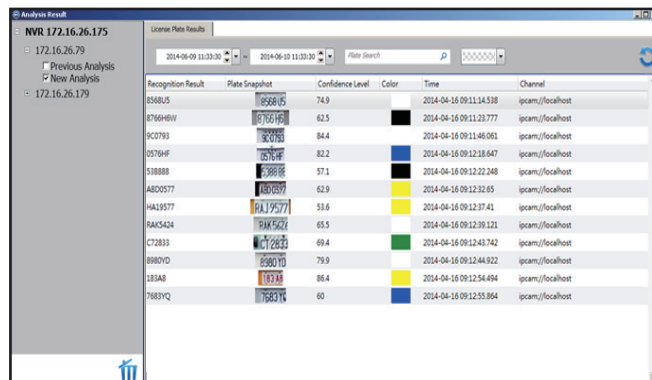 Analysis Result
NVR 172.16.26.175
172.16.26.79
Previous Analysis
New Analysis
172.16.26.179
License Plate Results
2014-06-09 11:33:30 – 2014-06-10 11:33:30 Plate Search
Recognition Result Plate Snapshot Confidence Level Color Time Channel
8568U5 8568U5 74.9 2014-04-16 09:11:14.538 ipcam://localhost
8766H6W 8766H6 62.5 2014-04-16 09:11:23.777 ipcam://localhost
9C0793 9C0793 84.4 2014-04-16 09:11:46.061 ipcam://localhost
0576HF 0576HF 82.2 2014-04-16 09:12:18.647 ipcam://localhost
538888 57.1 2014-04-16 09:12:22.248 ipcam://localhost
ABD0577 62.9 2014-04-16 09:12:32.65 ipcam://localhost
HA19577 RAJ9577 53.6 2014-04-16 09:12:37.41 ipcam://localhost
RAK5424 65.5 2014-04-16 09:12:39.121 ipcam://localhost
C72833 CT2833 69.4 2014-04-16 09:12:43.742 ipcam://localhost
8980YD 8980YD 79.9 2014-04-16 09:12:44.922 ipcam://localhost
183A8 183A8 86.4 2014-04-16 09:12:54.494 ipcam://localhost
7683YQ 60 2014-04-16 09:12:55.864 ipcam://localhost